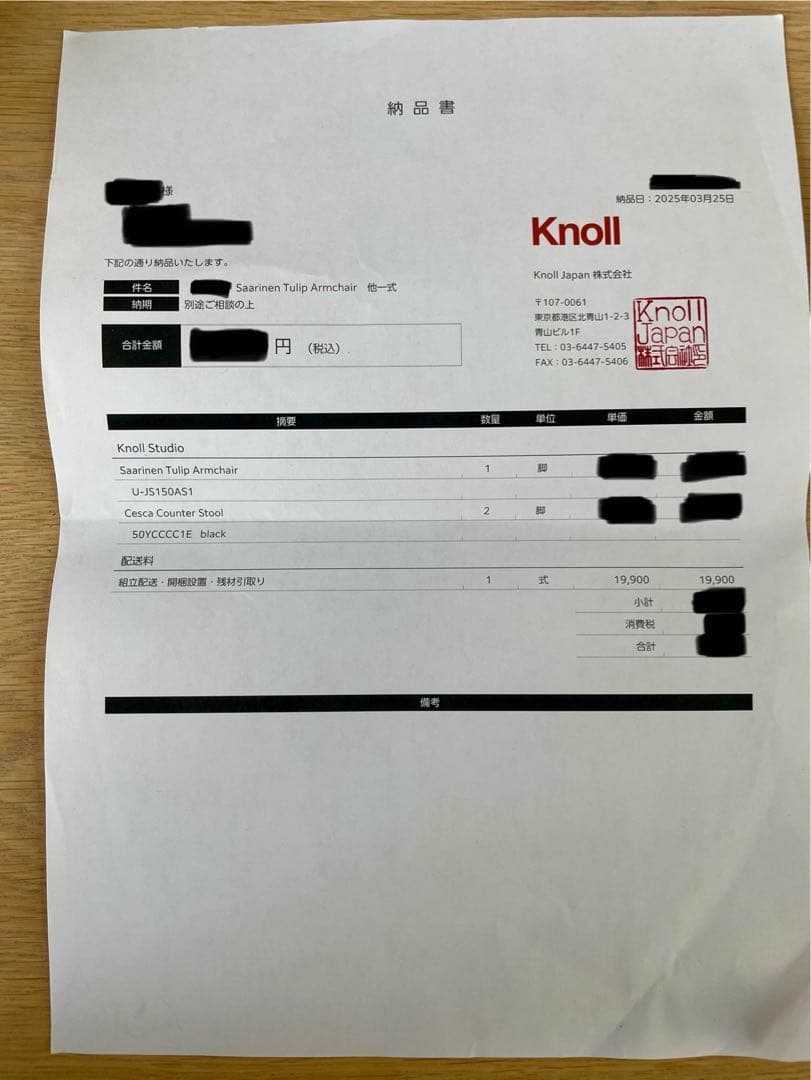 納品書
様
納品日：2025年03月25日
Knoll
下記の通り納品いたします。
Knoll Japan 株式会社
件名 Saarinen Tulip Armchair 他一式
納期 別途ご相談の上
〒107-0061
東京都港区北青山1-2-3
青山ビル1F
TEL：03-6447-5405
FAX：03-6447-5406
Knoll
Japan
株式会社印
合計金額 円 （税込）
摘要 数量 単位 単価 金額
Knoll Studio
Saarinen Tulip Armchair 1 脚
U-JS150AS1
Cesca Counter Stool 2 脚
50YCCCC1E black
配送料
組立配送・開梱設置・残材引取り 1 式 19,900 19,900
小計
消費税
合計
備考